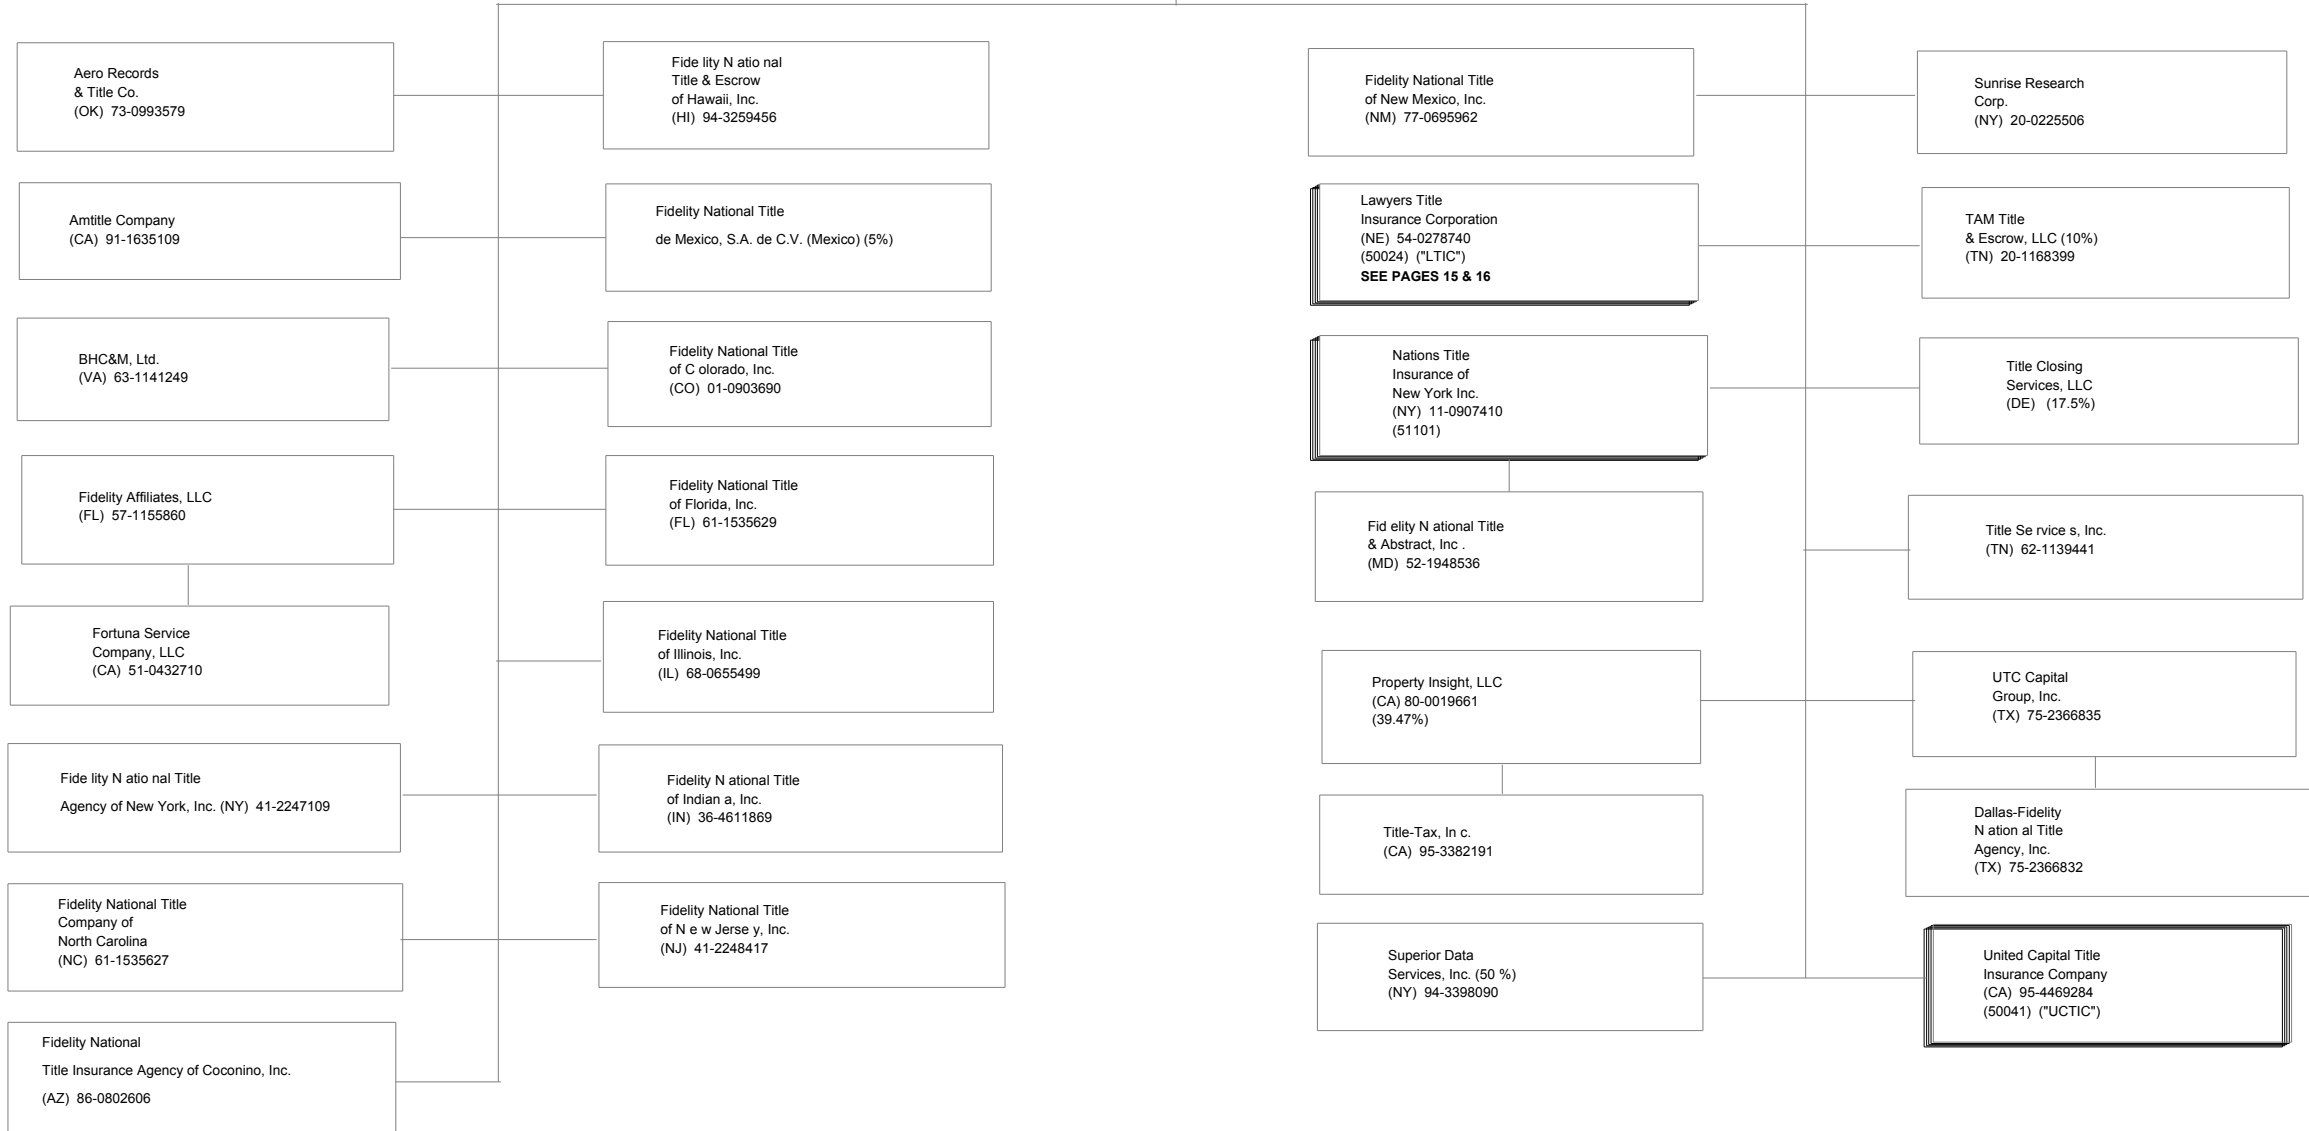 Aero Records
& Title Co.
(OK) 73-0993579
Amtitle Company
(CA) 91-1635109
BHC&M, Ltd.
(VA) 63-1141249
Fidelity Affiliates, LLC
(FL) 57-1155860
Fortuna Service
Company, LLC
(CA) 51-0432710
Fide lity N atio nal Title
Agency of New York, Inc. (NY) 41-2247109
Fidelity National Title
Company of
North Carolina
(NC) 61-1535627
Fidelity National
Title Insurance Agency of Coconino, Inc.
(AZ) 86-0802606
Fide lity N atio nal
Title & Escrow
of Hawaii, Inc.
(HI) 94-3259456
Fidelity National Title
de Mexico, S.A. de C.V. (Mexico) (5%)
Fidelity National Title
of C olorado, Inc.
(CO) 01-0903690
Fidelity National Title
of Florida, Inc.
(FL) 61-1535629
Fidelity National Title
of Illinois, Inc.
(IL) 68-0655499
Fidelity N ational Title
of Indian a, Inc.
(IN) 36-4611869
Fidelity National Title
of N e w Jerse y, Inc.
(NJ) 41-2248417
Fidelity National Title
of New Mexico, Inc.
(NM) 77-0695962
Lawyers Title
Insurance Corporation
(NE) 54-0278740
(50024) ("LTIC")
SEE PAGES 15 & 16
Nations Title
Insurance of
New York Inc.
(NY) 11-0907410
(51101)
Fid elity N ational Title
& Abstract, Inc .
(MD) 52-1948536
Property Insight, LLC
(CA) 80-0019661
(39.47%)
Title-Tax, In c.
(CA) 95-3382191
Superior Data
Services, Inc. (50 %)
(NY) 94-3398090
Sunrise Research
Corp.
(NY) 20-0225506
TAM Title
& Escrow, LLC (10%)
(TN) 20-1168399
Title Closing
Services, LLC
(DE) (17.5%)
Title Se rvice s, Inc.
(TN) 62-1139441
UTC Capital
Group, Inc.
(TX) 75-2366835
Dallas-Fidelity
N ation al Title
Agency, Inc.
(TX) 75-2366832
United Capital Title
Insurance Company
(CA) 95-4469284
(50041) ("UCTIC")